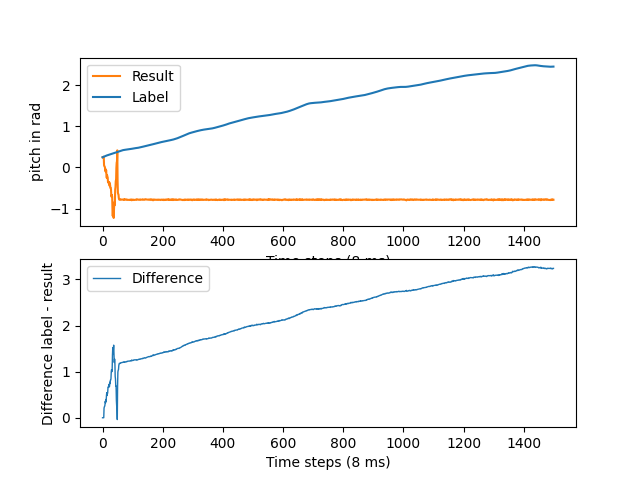 Result
Label
pitch in rad
2
1
0
−1
0 200 400 600 800 1000 1200 1400
Time steps (8 ms)
Difference
Difference label - result
3
2
1
0
0 200 400 600 800 1000 1200 1400
Time steps (8 ms)